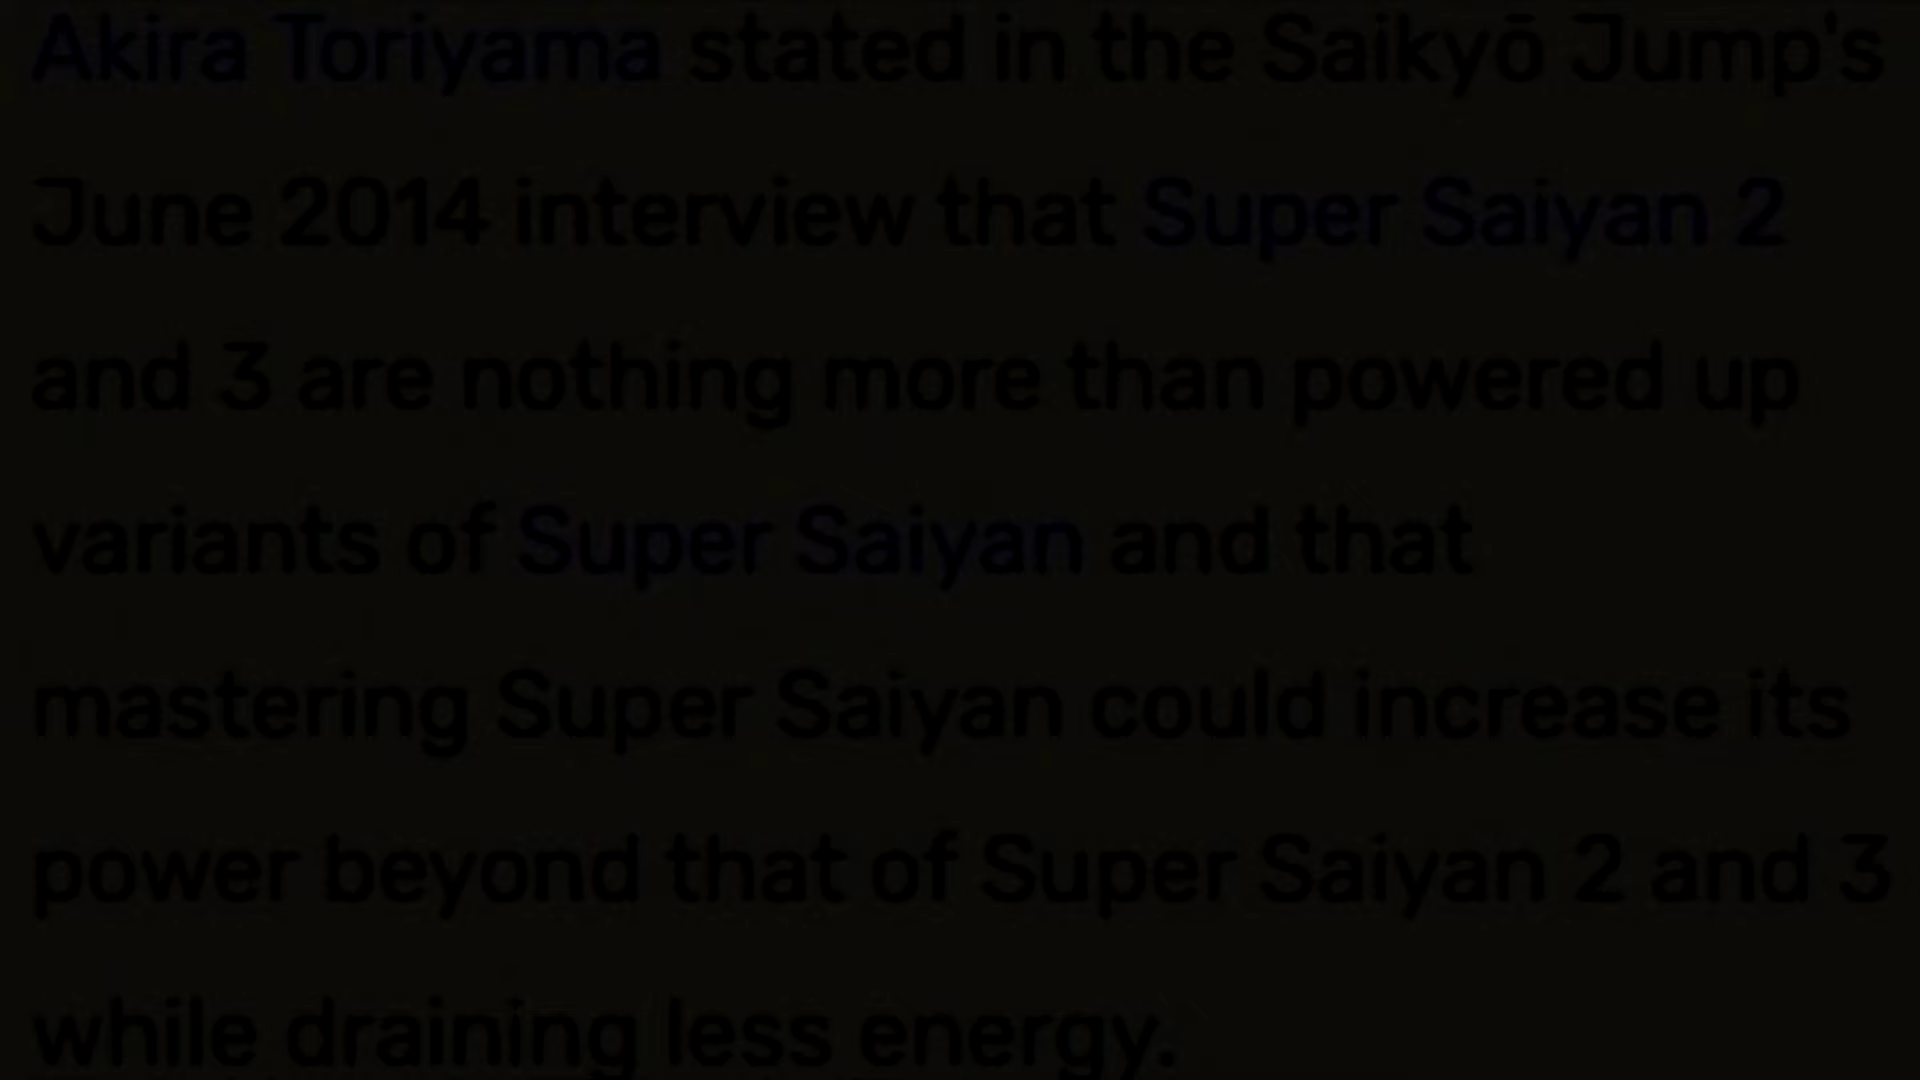 Akira Toriyama stated in the Saikyō Jump's
June 2014 interview that Super Saiyan 2
and 3 are nothing more than powered up
variants of Super Saiyan and that
mastering Super Saiyan could increase its
power beyond that of Super Saiyan 2 and 3
while draining less energy.